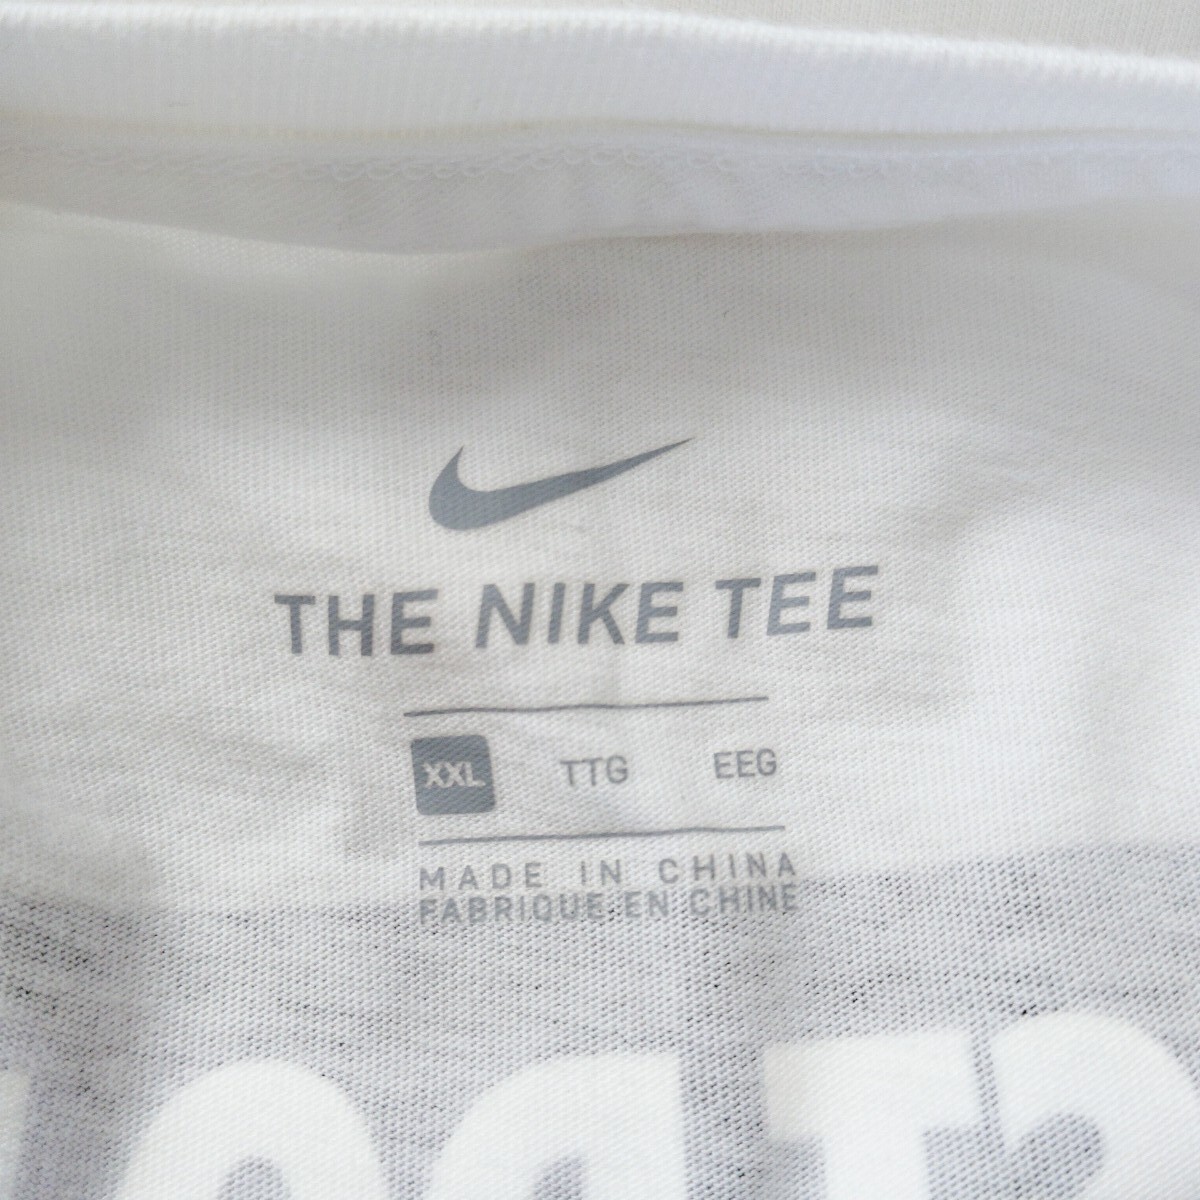 THE NIKE TEE
XXL TTG EEG
MADE IN CHINA
FABRIQUE EN CHINE